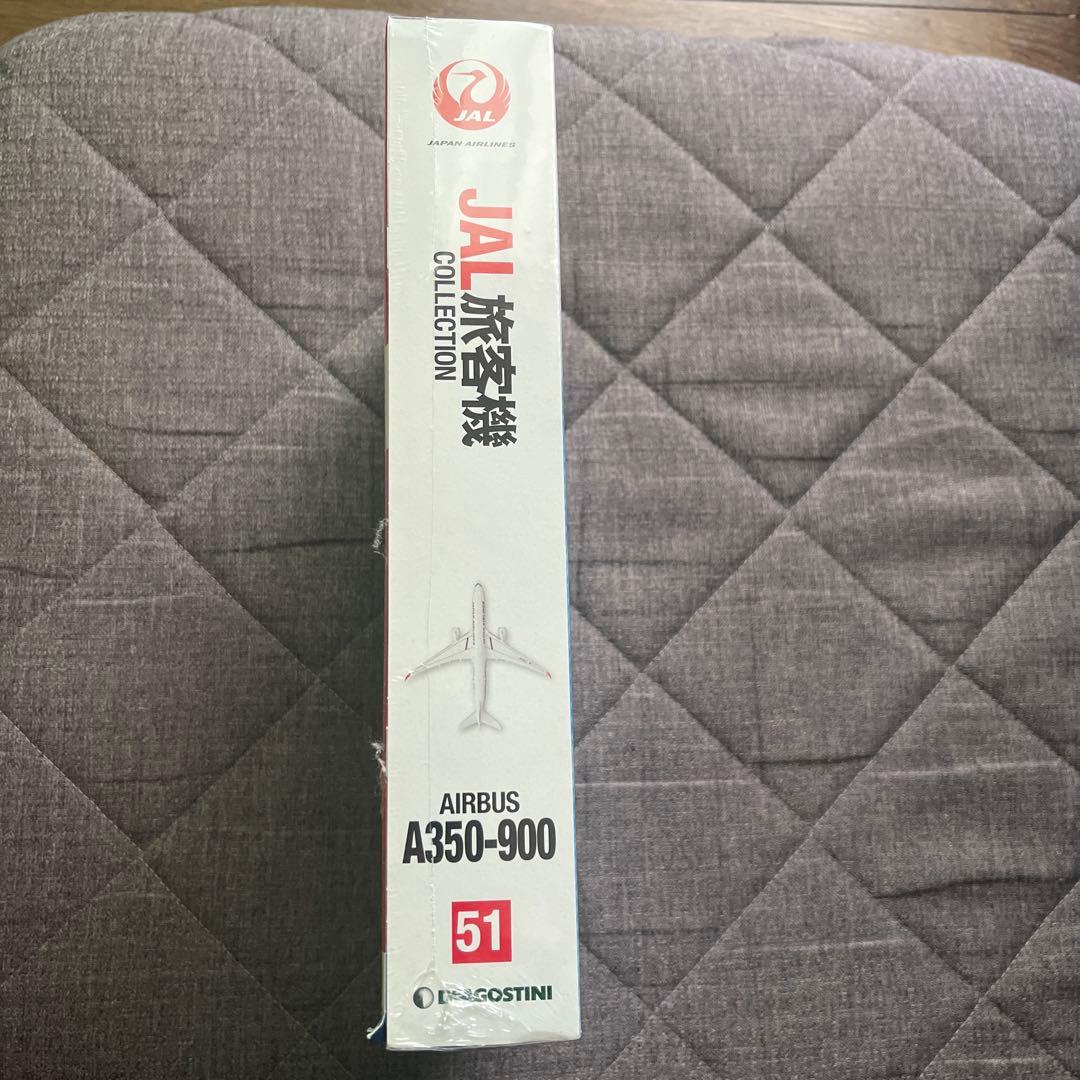 JAL
JAPAN AIRLINES
JAL旅客機
COLLECTION
AIRBUS
A350-900
51
DeAGOSTINI